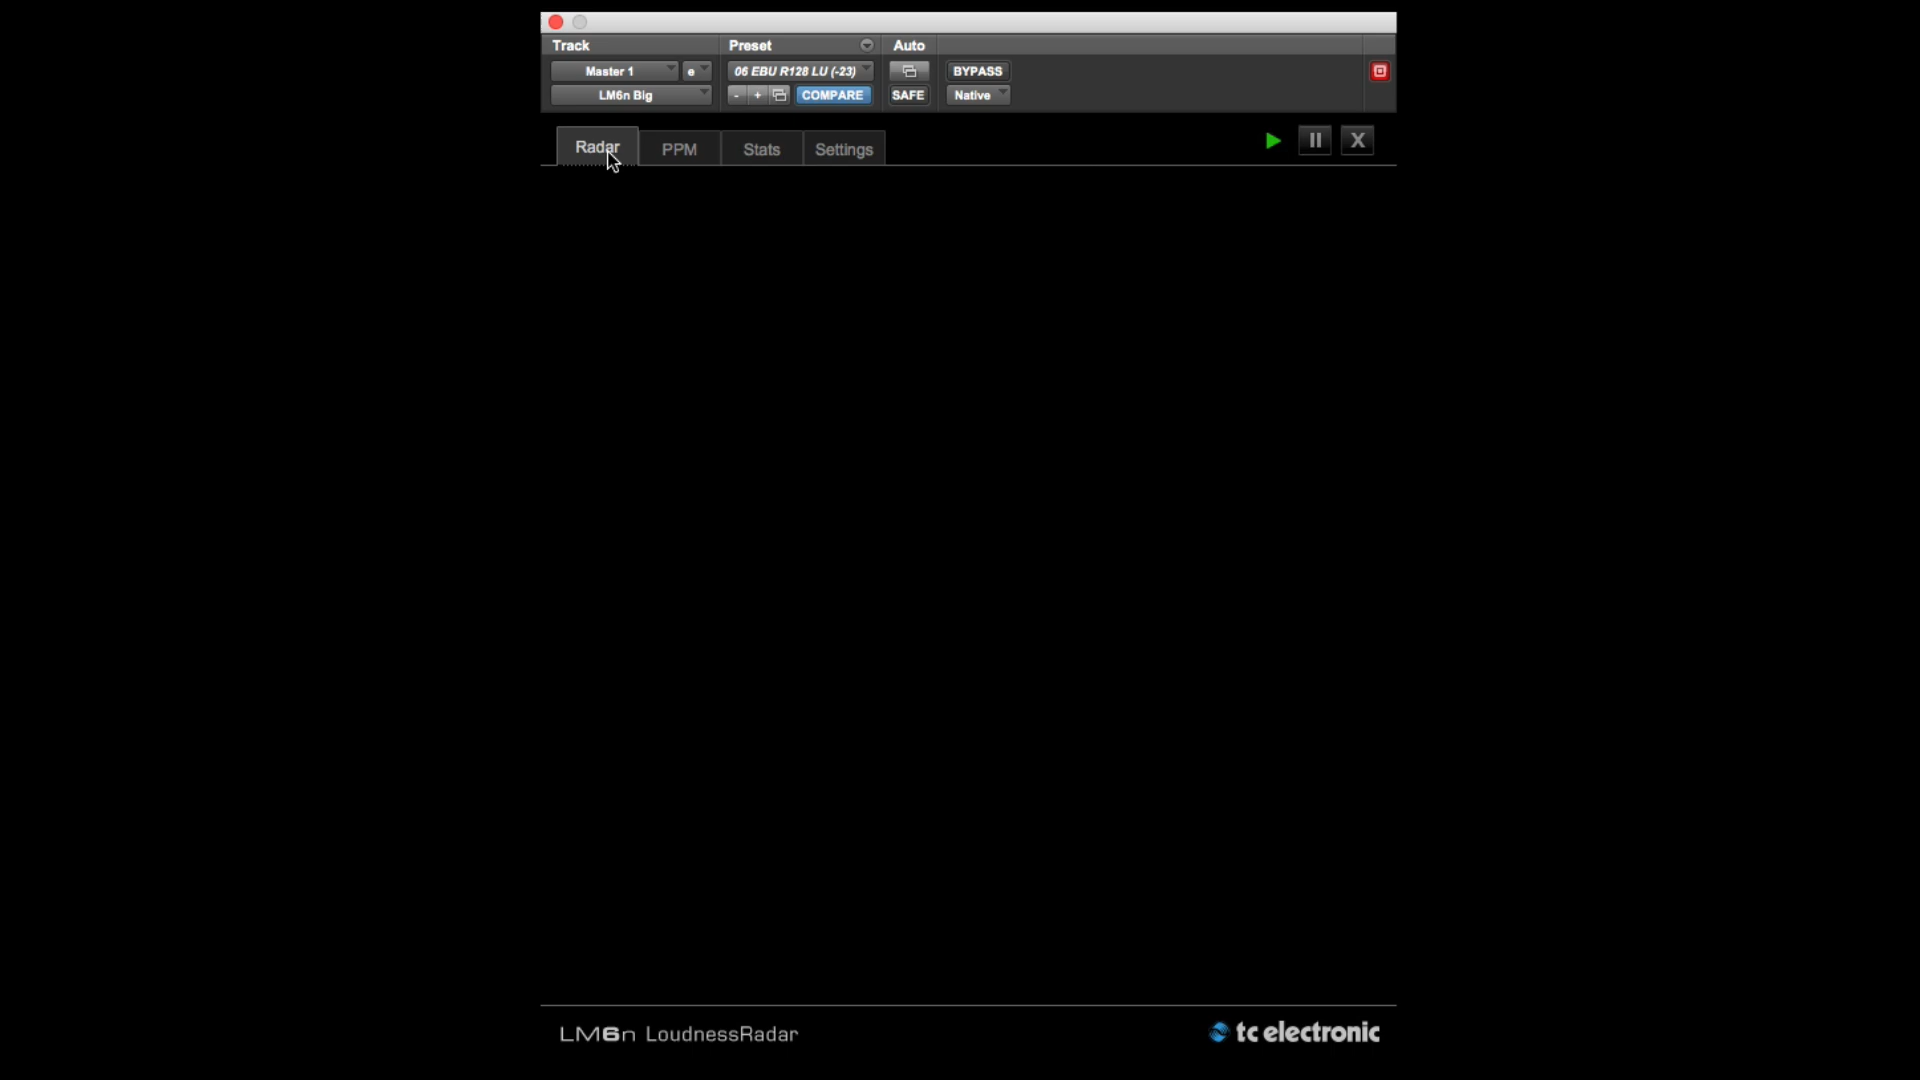 Track Preset Auto
Master 1 e 06 EBU R128 LU (-23) BYPASS
LM6n Big - + COMPARE SAFE Native
Radar PPM Stats Settings X
LM6n LoudnessRadar tc electronic